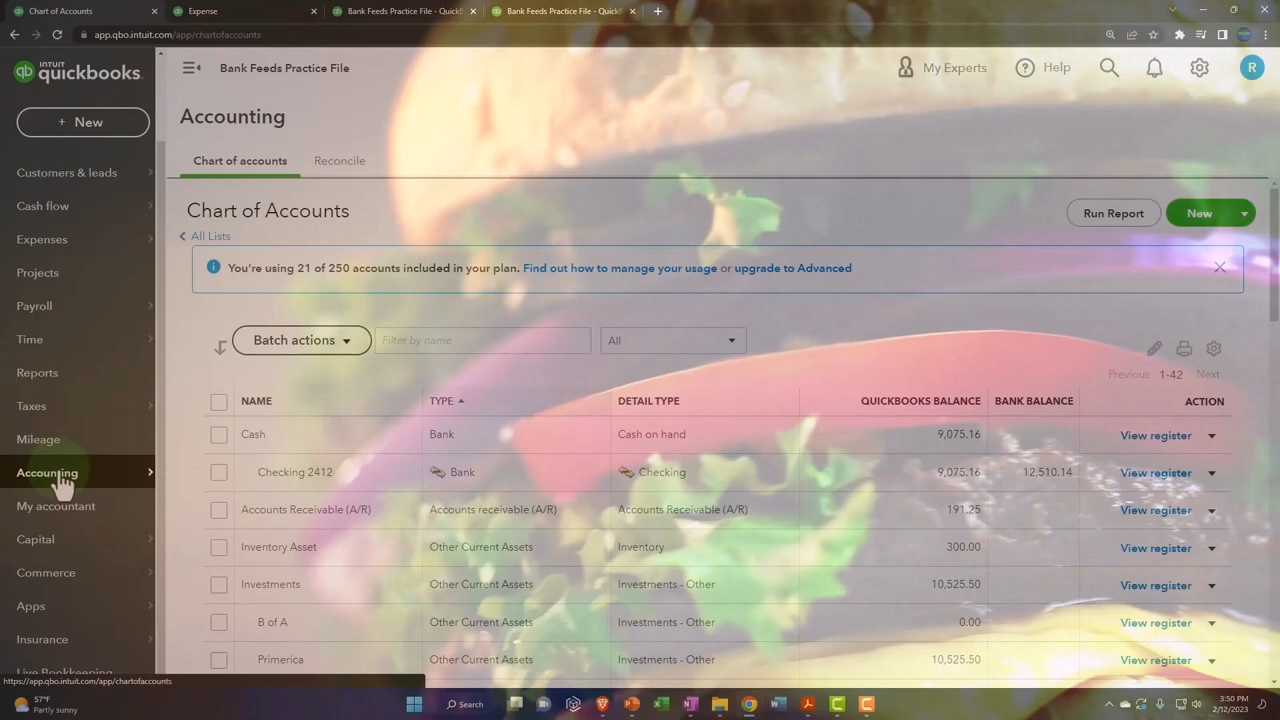 Chart of Accounts
Expense
Bank Feeds Practice File - QuickB
Bank Feeds Practice File - QuickF
app.qbo.intuit.com/app/chartofaccounts
INTUIT
quickbooks.
Bank Feeds Practice File
My Experts
Help
R
+ New
Customers & leads
Cash flow
Expenses
Projects
Payroll
Time
Reports
Taxes
Mileage
Accounting
My accountant
Capital
Commerce
Apps
Insurance
Live Bookkeeping
Accounting
Chart of accounts
Reconcile
Chart of Accounts
Run Report
New
All Lists
You're using 21 of 250 accounts included in your plan. Find out how to manage your usage or upgrade to Advanced
Batch actions
Filter by name
All
Previous 1-42 Next
NAME TYPE DETAIL TYPE QUICKBOOKS BALANCE BANK BALANCE ACTION
Cash Bank Cash on hand 9,075.16 View register
Checking 2412 Bank Checking 9,075.16 12,510.14 View register
Accounts Receivable (A/R) Accounts receivable (A/R) Accounts Receivable (A/R) 191.25 View register
Inventory Asset Other Current Assets Inventory 300.00 View register
Investments Other Current Assets Investments - Other 10,525.50 View register
B of A Other Current Assets Investments - Other 0.00 View register
Primerica Other Current Assets Investments - Other 10,525.50 View register
https://app.qbo.intuit.com/app/chartofaccounts
57°F
Partly sunny
Search
3:50 PM
2/12/2023